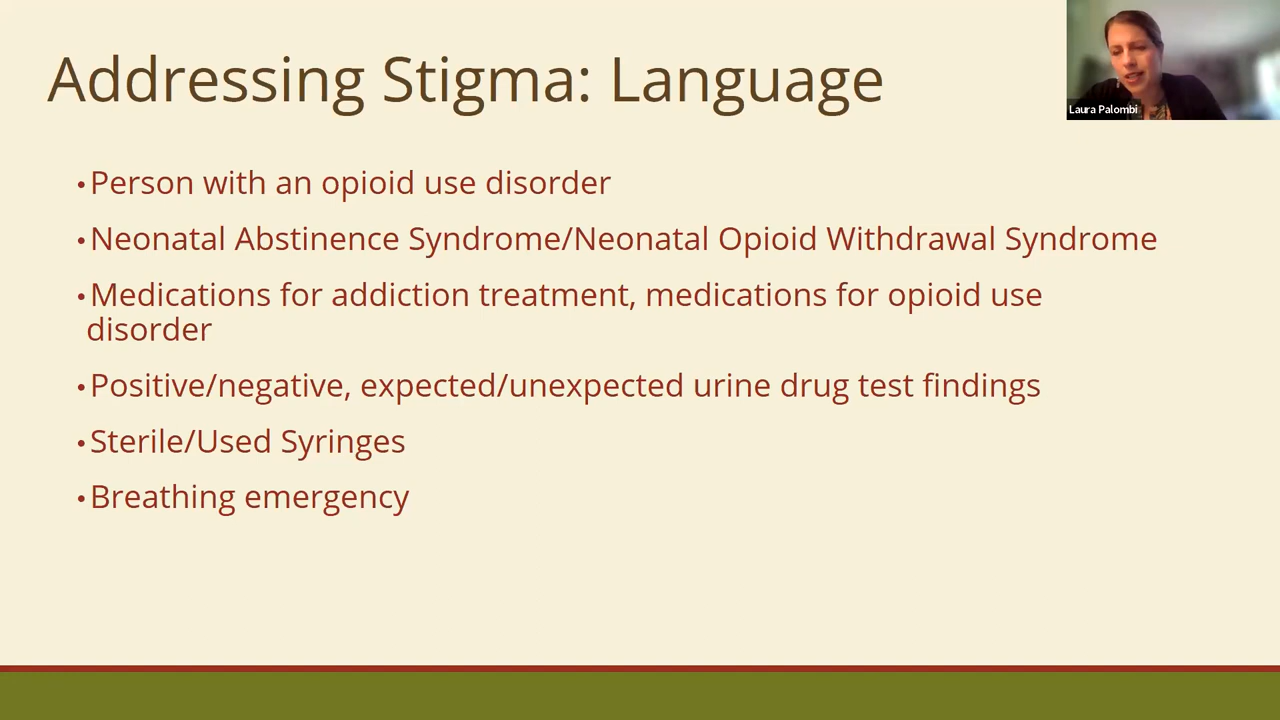 Addressing Stigma: Language
Laura Palombi
•Person with an opioid use disorder
•Neonatal Abstinence Syndrome/Neonatal Opioid Withdrawal Syndrome
•Medications for addiction treatment, medications for opioid use
disorder
•Positive/negative, expected/unexpected urine drug test findings
•Sterile/Used Syringes
•Breathing emergency